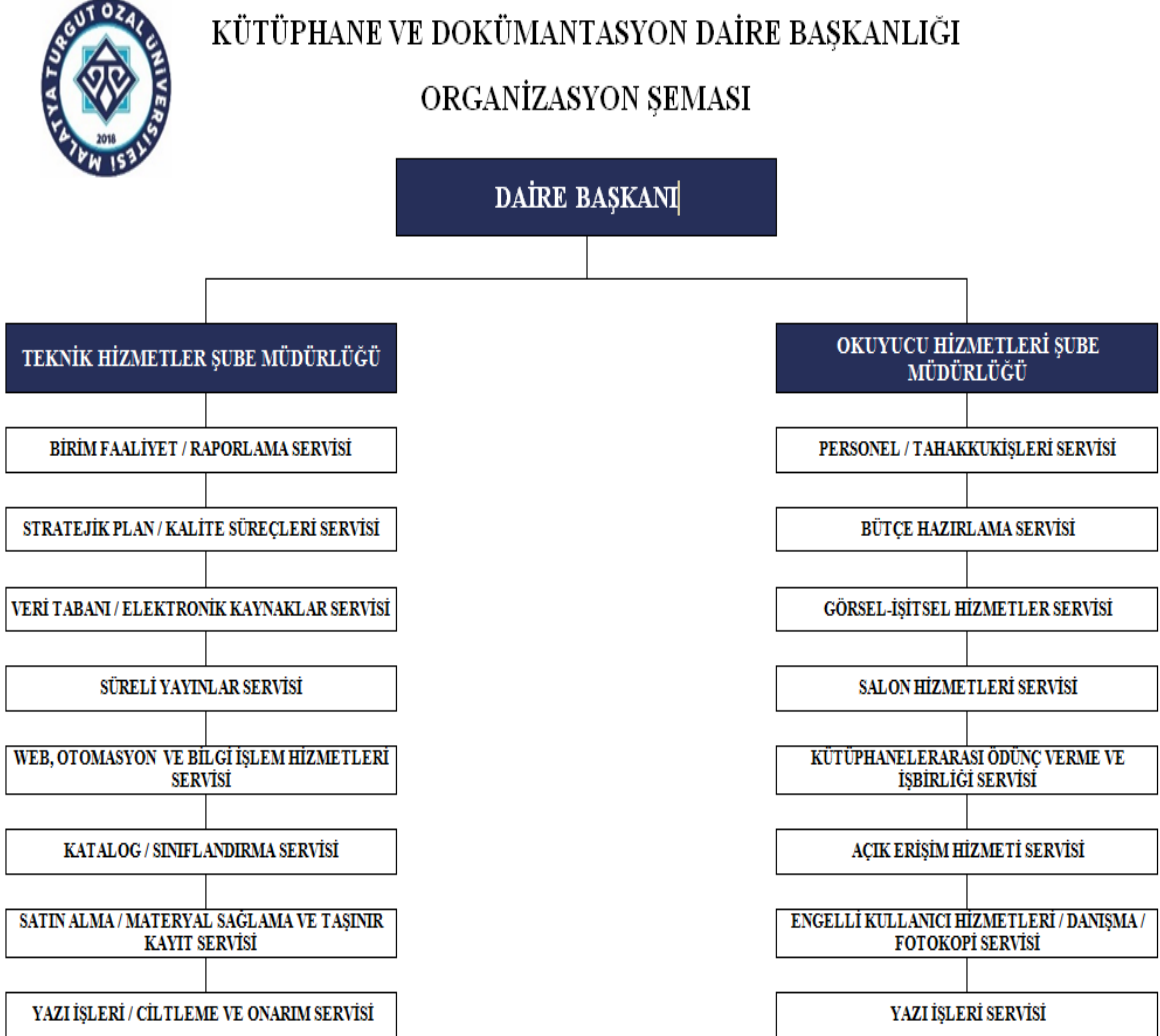 MALATYA TURGUT OZAL ÜNİVERSİTESİ
2018
KÜTÜPHANE VE DOKÜMANTASYON DAİRE BAŞKANLIĞI
ORGANİZASYON ŞEMASI
DAİRE BAŞKANI
TEKNİK HİZMETLER ŞUBE MÜDÜRLÜĞÜ
BİRİM FAALİYET / RAPORLAMA SERVİSİ
STRATEJİK PLAN / KALİTE SÜREÇLERİ SERVİSİ
VERİ TABANI / ELEKTRONİK KAYNAKLAR SERVİSİ
SÜRELİ YAYINLAR SERVİSİ
WEB, OTOMASYON VE BİLGİ İŞLEM HİZMETLERİ
SERVİSİ
KATALOG / SINIFLANDIRMA SERVİSİ
SATIN ALMA / MATERYAL SAĞLAMA VE TAŞINIR
KAYIT SERVİSİ
YAZI İŞLERİ / CİLTLEME VE ONARIM SERVİSİ
OKUYUCU HİZMETLERİ ŞUBE
MÜDÜRLÜĞÜ
PERSONEL / TAHAKKUKİŞLERİ SERVİSİ
BÜTÇE HAZIRLAMA SERVİSİ
GÖRSEL-İŞİTSEL HİZMETLER SERVİSİ
SALON HİZMETLERİ SERVİSİ
KÜTÜPHANELERARASI ÖDÜNÇ VERME VE
İŞBİRLİĞİ SERVİSİ
AÇIK ERİŞİM HİZMETİ SERVİSİ
ENGELLİ KULLANICI HİZMETLERİ / DANIŞMA /
FOTOKOPİ SERVİSİ
YAZI İŞLERİ SERVİSİ